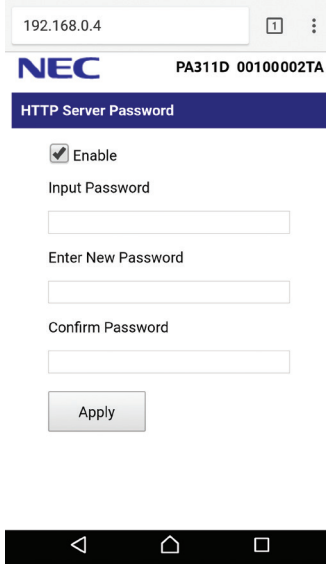 192.168.0.4
1
NEC
PA311D 00100002TA
HTTP Server Password
Enable
Input Password
Enter New Password
Confirm Password
Apply